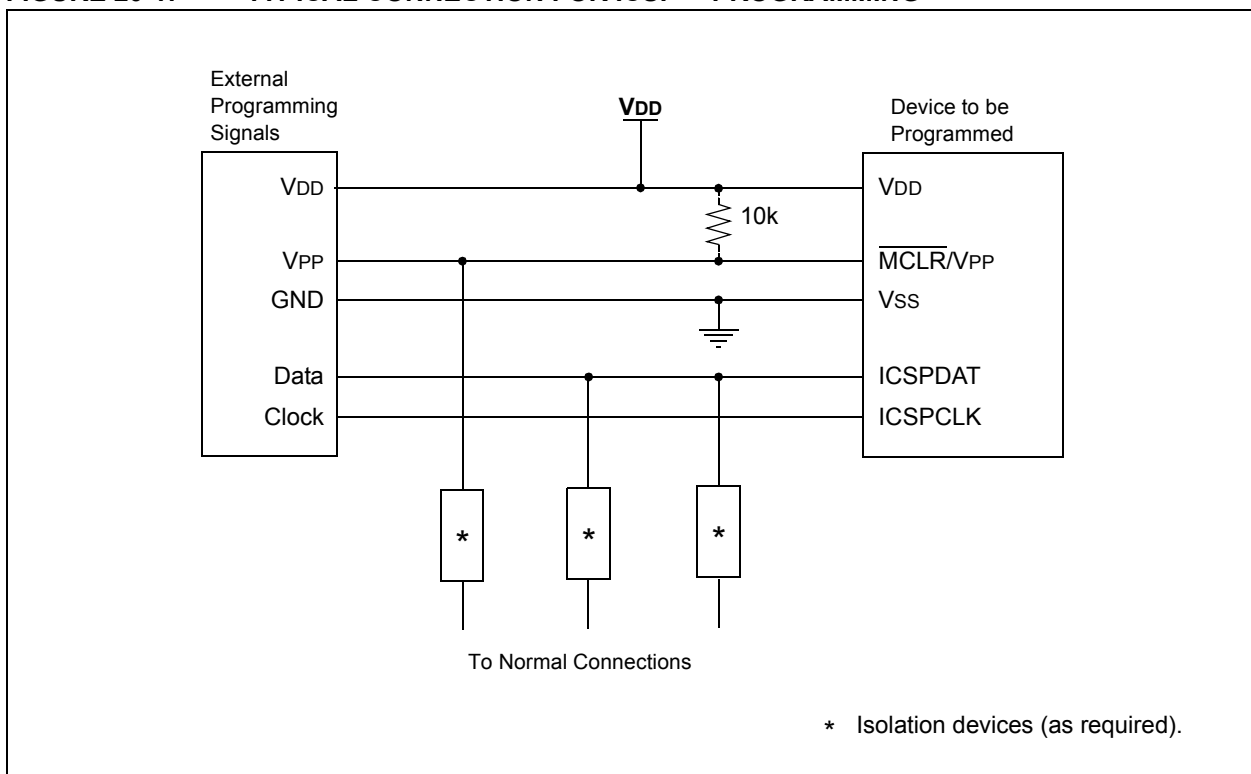 External
Programming
Signals
VDD
Device to be
Programmed
VDD
VDD
10k
VPP
MCLR/VPP
GND
VSS
Data
ICSPDAT
Clock
ICSPCLK
*
*
*
To Normal Connections
* Isolation devices (as required).